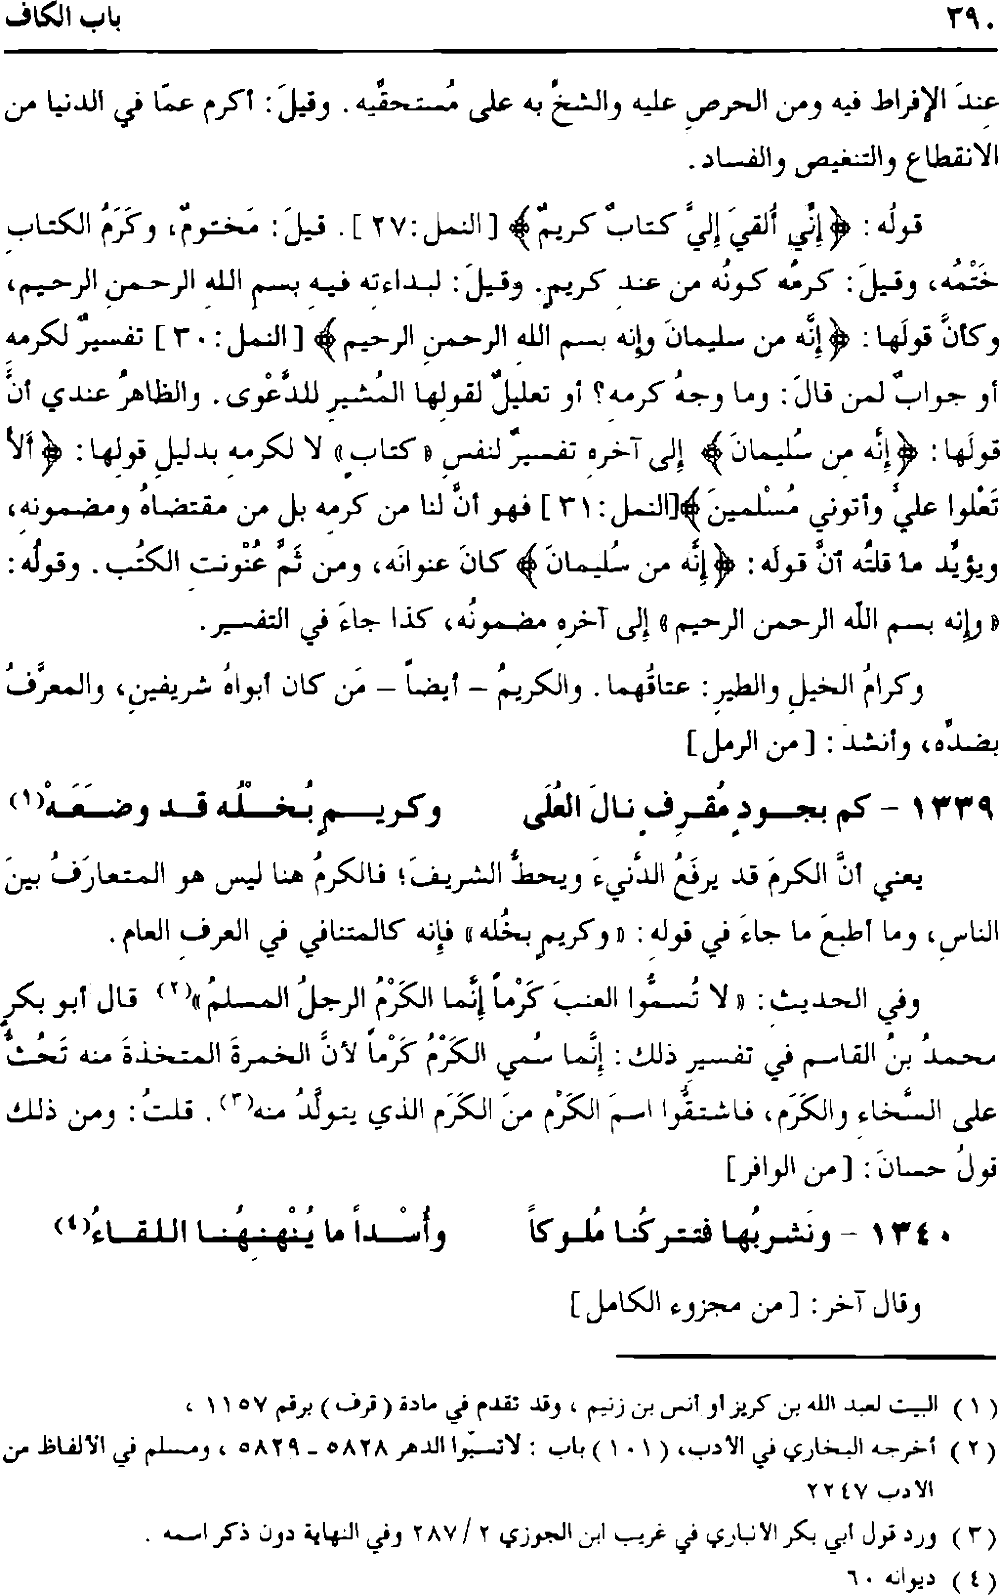 ٣٩٠
باب الكاف
عندَ الإفراط فيه ومن الحرصِ عليه والشحِّ به على مُستحقِّيه. وقيلَ: أكرم عمّا في الدنيا من
الانقطاع والتنغيص والفساد.
قولُه: ﴿إِنِّي أُلقيَ إِليَّ كتابٌ كريمٌ﴾ [النمل: ٢٧]. قيلَ: مَختومٌ، وكَرَمُ الكتابِ
خَتْمُه، وقيلَ: كرمُه كونُه من عندِ كريمٍ. وقيلَ: لبداءته فيه بسمِ اللهِ الرحمنِ الرحيم،
وكأنَّ قولَها: ﴿إِنَّه من سليمانَ وإنه بسم اللهِ الرحمنِ الرحيم﴾ [النمل: ٣٠] تفسيرٌ لكرمه
أو جوابٌ لمن قالَ: وما وجهُ كرمهِ؟ أو تعليلٌ لقولها المُشيرِ للدَّعْوى. والظاهرُ عندي أنَّ
قولَها: ﴿إِنَّه مِن سُليمانَ﴾ إلى آخرهِ تفسيرٌ لنفسِ «كتاب» لا لكرمهِ بدليلِ قولِها: ﴿ألاَّ
تَعْلوا عليَّ وأتوني مُسْلمينَ﴾[النمل: ٣١] فهو أنَّ لنا من كرمهِ بل من مقتضاهُ ومضمونهِ،
ويؤيِّد ما قلتُه أنَّ قولَه: ﴿إِنَّه من سُليمانَ﴾ كانَ عنوانَه، ومن ثَمَّ عُنْونتِ الكتُب. وقولُه:
«وإنه بسم اللّه الرحمن الرحيم» إلى آخرهِ مضمونُه، كذا جاءَ في التفسير.
وكرامُ الخيلِ والطيرِ: عتاقُهما. والكريمُ - أيضاً - مَن كان أبواهُ شريفينِ، والمعرَّفُ
بضدِّه، وأنشدَ: [من الرمل]
١٣٣٩ - كم بجودٍ مُقرِفٍ نالَ العُلَى وكريمٍ بُخْلُه قد وضَعَهْ(١)
يعني أنَّ الكرمَ قد يرفَعُ الدَّنيءَ ويحطُّ الشريفَ؛ فالكرمُ هنا ليس هو المتعارَفُ بينَ
الناسِ، وما أطبعَ ما جاءَ في قوله: «وكريمٍ بخُله» فإنه كالمتنافي في العرفِ العام.
وفي الحديثِ: «لا تُسمُّوا العنبَ كَرْماً إنَّما الكَرْمُ الرجلُ المسلمُ»(٢) قال أبو بكرٍ
محمدُ بنُ القاسم في تفسيرِ ذلك: إنَّما سُمي الكَرْمُ كَرْماً لأنَّ الخمرةَ المتخذةَ منه تَحُثُّ
على السَّخاءِ والكَرَم، فاشتقُّوا اسمَ الكَرْم منَ الكَرَم الذي يتولَّدُ منه(٣). قلتُ: ومن ذلك
قولُ حسانَ: [من الوافر]
١٣٤٠ - ونَشربُها فتتركُنا مُلوكاً وأُسْداً ما يُنْهنِهُنا اللقاءُ(٤)
وقال آخر: [من مجزوء الكامل]
(١) البيت لعبد الله بن كريز أو أنس بن زنيم ، وقد تقدم في مادة (قرف) برقم ١١٥٧ ،
(٢) أخرجه البخاري في الأدب، (١٠١) باب : لاتسبّوا الدهر ٥٨٢٨ ـ ٥٨٢٩ ، ومسلم في الألفاظ من
الادب ٢٢٤٧
(٣) ورد قول أبي بكر الانباري في غريب ابن الجوزي ٢ / ٢٨٧ وفي النهاية دون ذكر اسمه .
(٤) ديوانه ٦٠